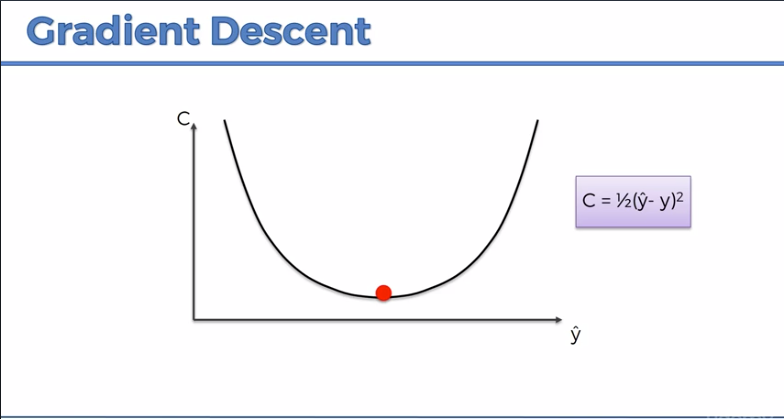 Gradient Descent
C
C = ½(ŷ- y)²
ŷ